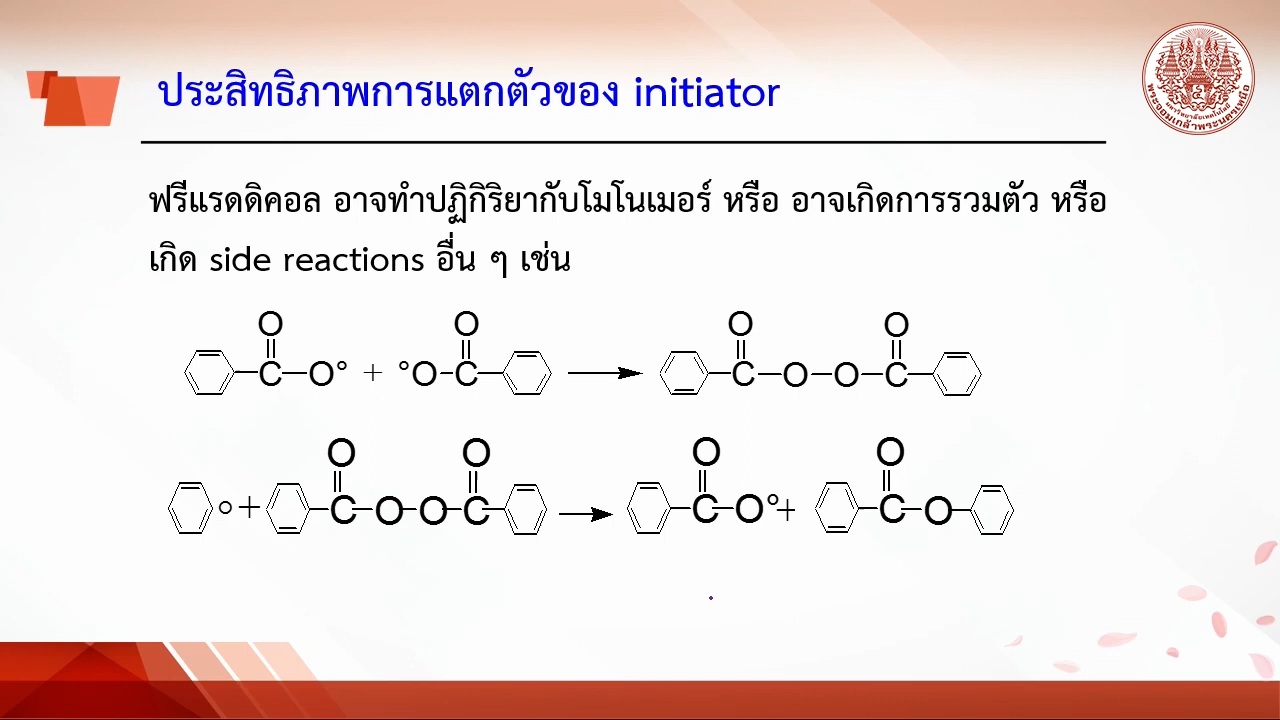 ประสิทธิภาพการแตกตัวของ initiator
ฟรีแรดดิคอล อาจทำปฏิกิริยากับโมโนเมอร์ หรือ อาจเกิดการรวมตัว หรือ
เกิด side reactions อื่น ๆ เช่น
O O O O
C—O° + °O—C C—O—O—C
O O O O
° + C—O—O—C C—O° + C—O